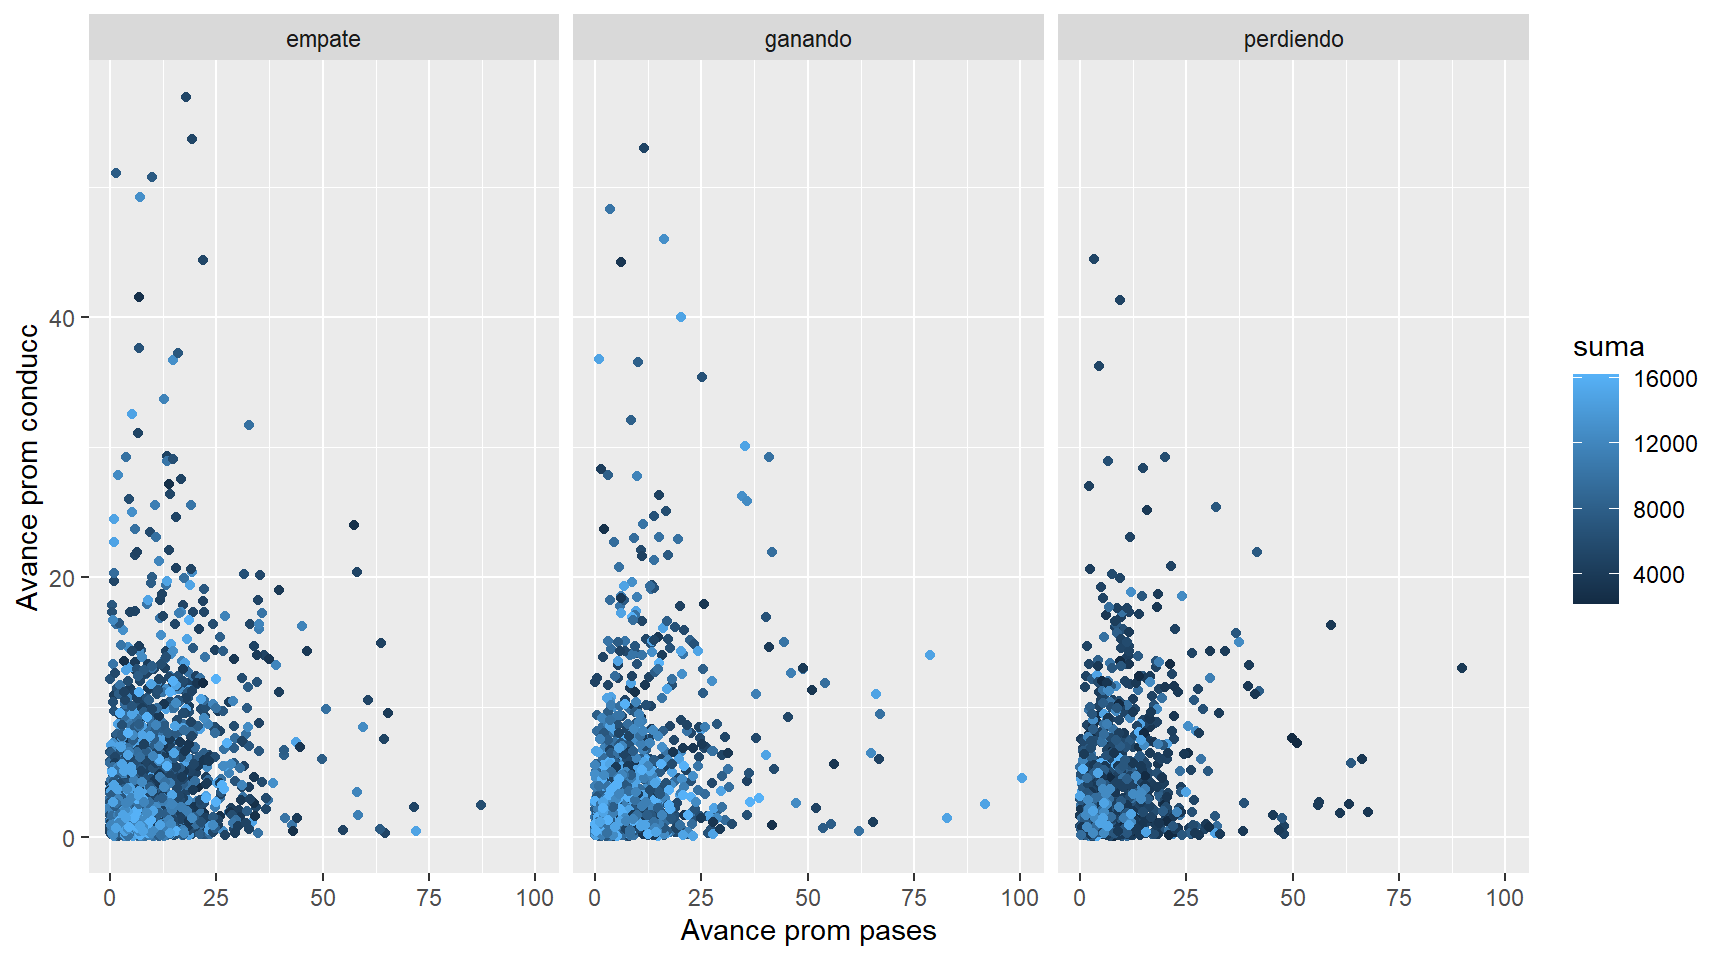 empate ganando perdiendo
Avance prom conducc
40
20
0
0 25 50 75 100 0 25 50 75 100 0 25 50 75 100
Avance prom pases
suma
16000
12000
8000
4000